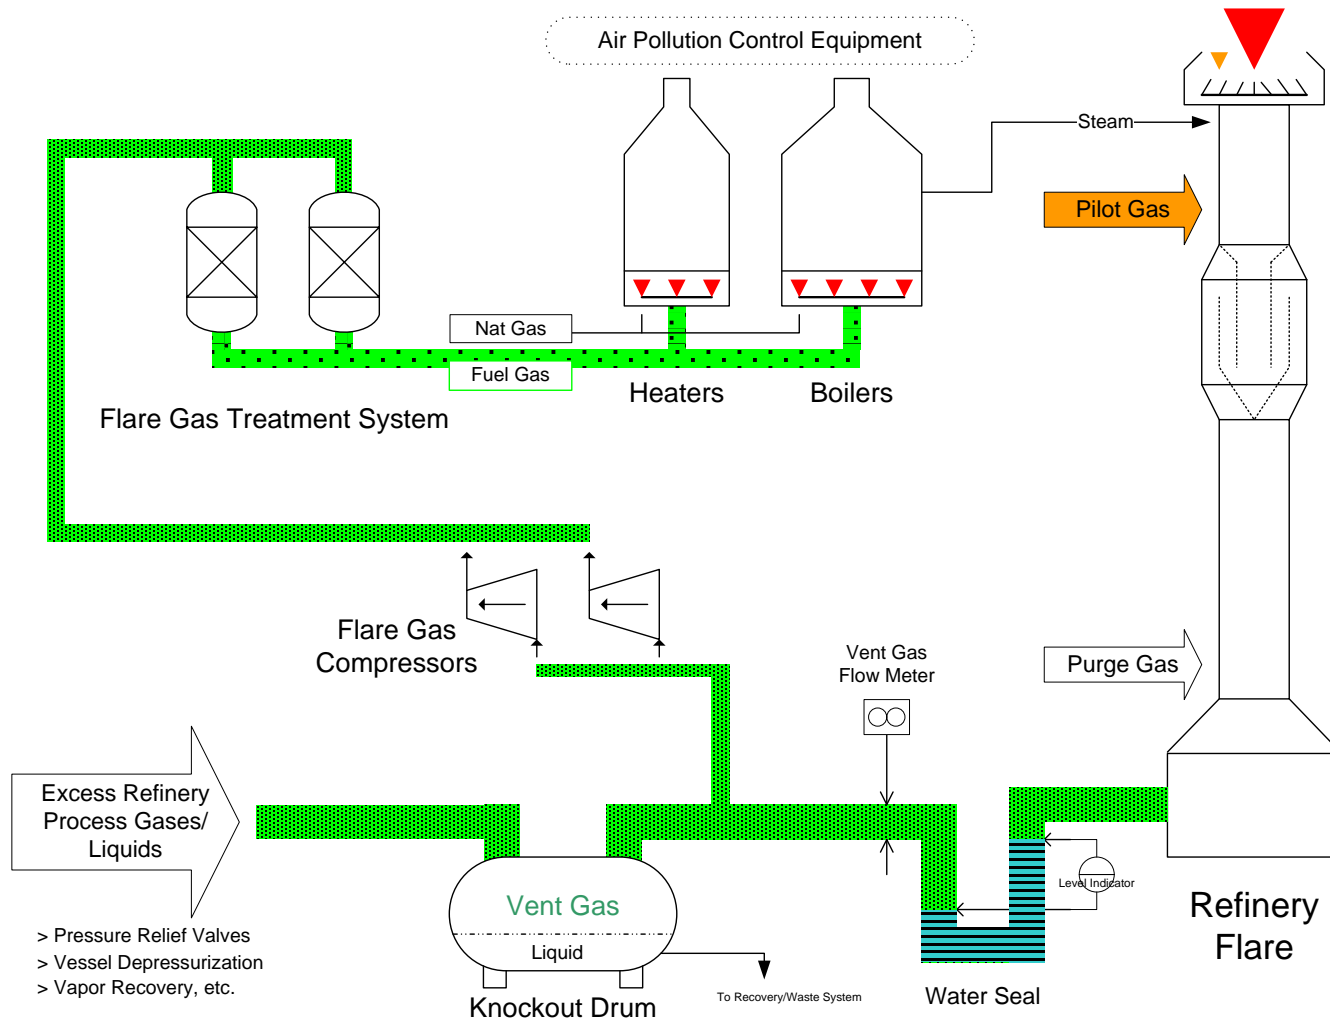 Air Pollution Control Equipment
Steam
Pilot Gas
Nat Gas
Fuel Gas
Heaters
Boilers
Flare Gas Treatment System
Flare Gas
Compressors
Vent Gas
Flow Meter
Purge Gas
Excess Refinery
Process Gases/
Liquids
Level Indicator
Vent Gas
Liquid
Refinery
Flare
> Pressure Relief Valves
> Vessel Depressurization
> Vapor Recovery, etc.
To Recovery/Waste System
Water Seal
Knockout Drum